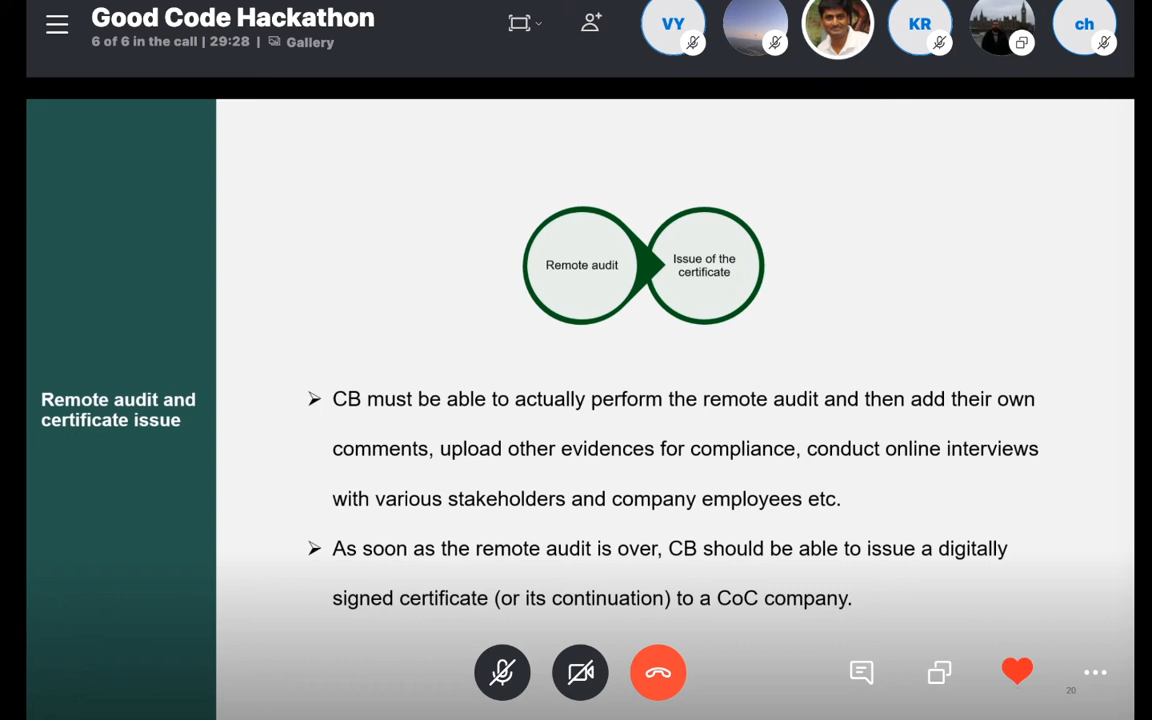 Good Code Hackathon
6 of 6 in the call | 29:28 | Gallery
VY
KR
ch
Remote audit
Issue of the
certificate
Remote audit and
certificate issue
➢ CB must be able to actually perform the remote audit and then add their own
comments, upload other evidences for compliance, conduct online interviews
with various stakeholders and company employees etc.
➢ As soon as the remote audit is over, CB should be able to issue a digitally
signed certificate (or its continuation) to a CoC company.
20